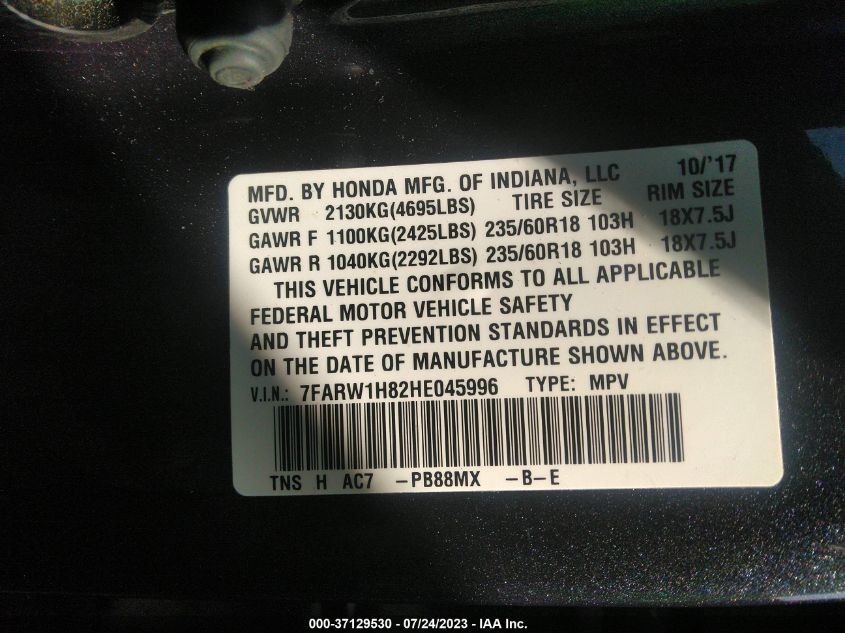 MFD. BY HONDA MFG. OF INDIANA, LLC 10/'17
GVWR 2130KG(4695LBS) TIRE SIZE RIM SIZE
GAWR F 1100KG(2425LBS) 235/60R18 103H 18X7.5J
GAWR R 1040KG(2292LBS) 235/60R18 103H 18X7.5J
THIS VEHICLE CONFORMS TO ALL APPLICABLE
FEDERAL MOTOR VEHICLE SAFETY
AND THEFT PREVENTION STANDARDS IN EFFECT
ON THE DATE OF MANUFACTURE SHOWN ABOVE.
V.I.N.: 7FARW1H82HE045996 TYPE: MPV
TNS H AC7 -PB88MX -B-E
000-37129530 - 07/24/2023 - IAA Inc.